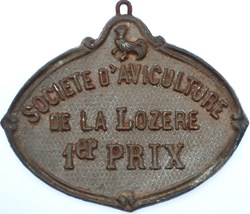 SOCIETE D'AVICULTURE
DE LA LOZERE
1er PRIX